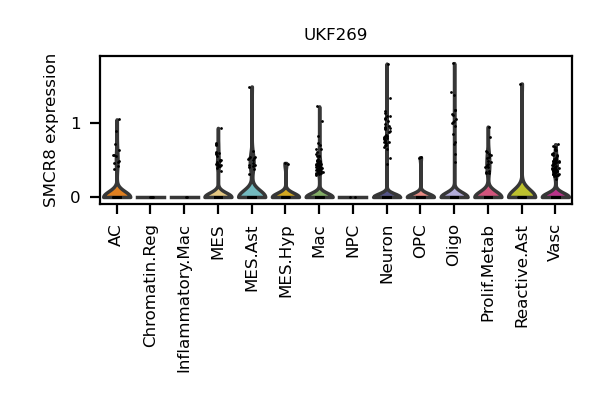 UKF269
SMCR8 expression
1
0
AC
Chromatin.Reg
Inflammatory.Mac
MES
MES.Ast
MES.Hyp
Mac
NPC
Neuron
OPC
Oligo
Prolif.Metab
Reactive.Ast
Vasc